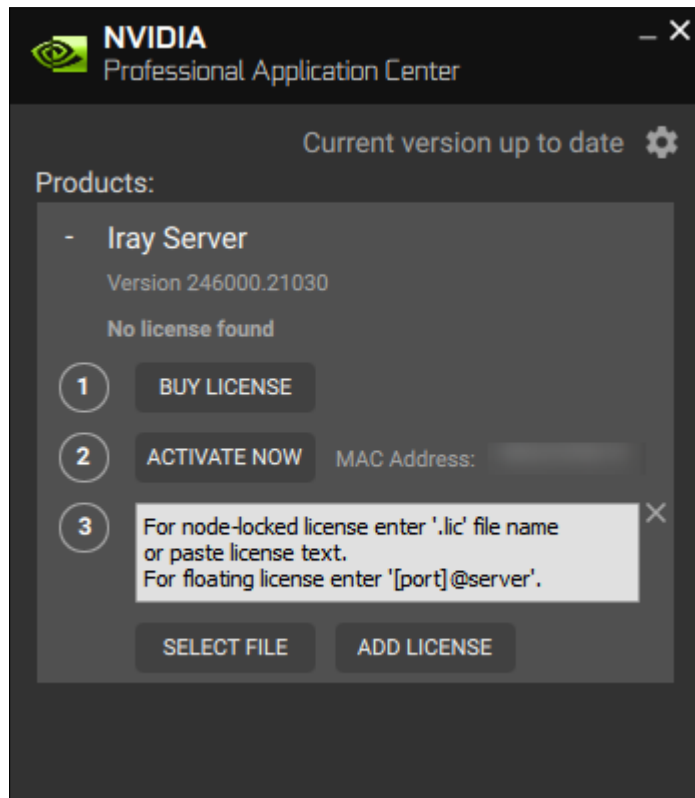 NVIDIA
Professional Application Center
Current version up to date
Products:
- Iray Server
Version 246000.21030
No license found
1 BUY LICENSE
2 ACTIVATE NOW MAC Address:
3 For node-locked license enter '.lic' file name
or paste license text.
For floating license enter '[port]@server'.
SELECT FILE ADD LICENSE